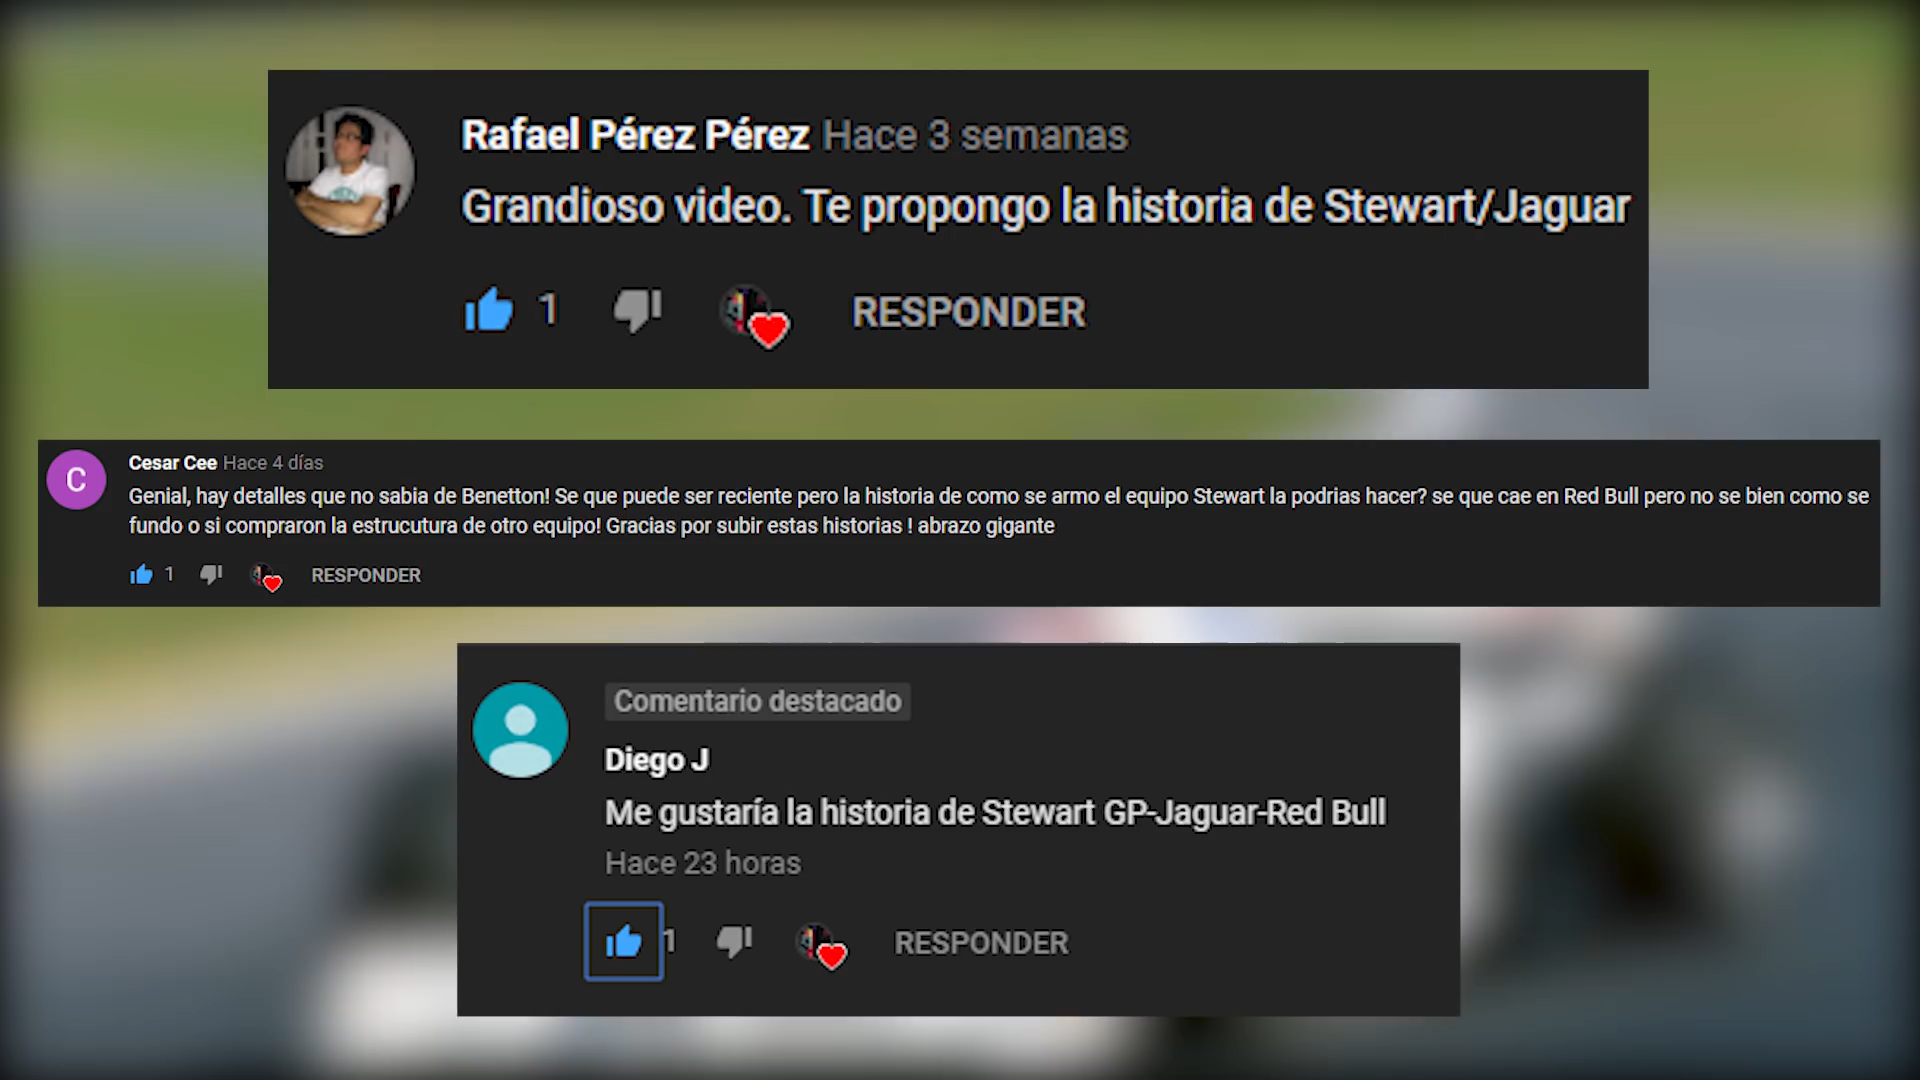 Rafael Pérez Pérez Hace 3 semanas
Grandioso video. Te propongo la historia de Stewart/Jaguar
1 RESPONDER
C
Cesar Cee Hace 4 días
Genial, hay detalles que no sabia de Benetton! Se que puede ser reciente pero la historia de como se armo el equipo Stewart la podrias hacer? se que cae en Red Bull pero no se bien como se
fundo o si compraron la estrucutura de otro equipo! Gracias por subir estas historias ! abrazo gigante
1 RESPONDER
Comentario destacado
Diego J
Me gustaría la historia de Stewart GP-Jaguar-Red Bull
Hace 23 horas
1 RESPONDER